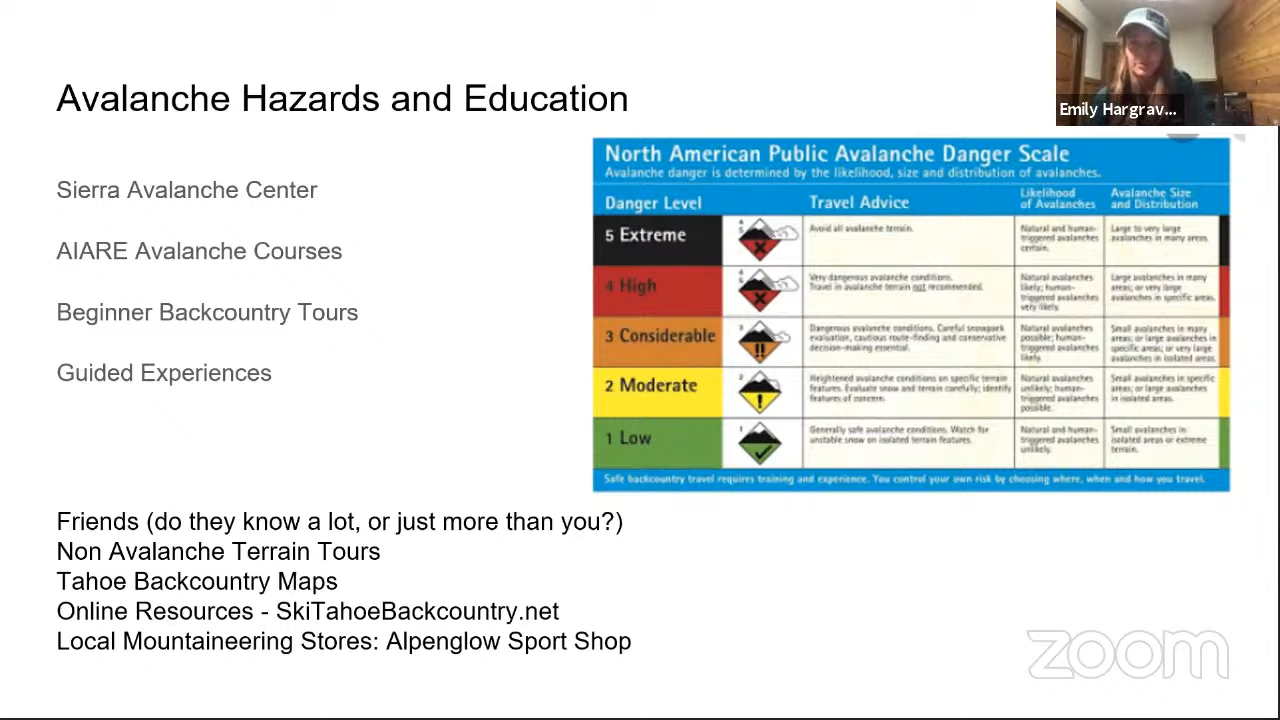 Emily Hargrav...
Avalanche Hazards and Education
Sierra Avalanche Center
AIARE Avalanche Courses
Beginner Backcountry Tours
Guided Experiences
North American Public Avalanche Danger Scale
Avalanche danger is determined by the likelihood, size and distribution of avalanches.
Danger Level
Travel Advice
Likelihood
of Avalanches
Avalanche Size
and Distribution
5 Extreme
4
5
Avoid all avalanche terrain.
Natural and human-
triggered avalanches
certain.
Large to very large
avalanches in many areas.
4 High
4
5
Very dangerous avalanche conditions.
Travel in avalanche terrain not recommended.
Natural avalanches
likely; human-
triggered avalanches
very likely.
Large avalanches in many
areas; or very large
avalanches in specific areas.
3 Considerable
3
Dangerous avalanche conditions. Careful snowpack
evaluation, cautious route-finding and conservative
decision-making essential.
Natural avalanches
possible; human-
triggered avalanches
likely.
Small avalanches in many
areas; or large avalanches in
specific areas; or very large
avalanches in isolated areas.
2 Moderate
2
Heightened avalanche conditions on specific terrain
features. Evaluate snow and terrain carefully; identify
features of concern.
Natural avalanches
unlikely; human-
triggered avalanches
possible.
Small avalanches in specific
areas; or large avalanches
in isolated areas.
1 Low
1
Generally safe avalanche conditions. Watch for
unstable snow on isolated terrain features.
Natural and human-
triggered avalanches
unlikely.
Small avalanches in
isolated areas or extreme
terrain.
Safe backcountry travel requires training and experience. You control your own risk by choosing where, when and how you travel.
Friends (do they know a lot, or just more than you?)
Non Avalanche Terrain Tours
Tahoe Backcountry Maps
Online Resources - SkiTahoeBackcountry.net
Local Mountaineering Stores: Alpenglow Sport Shop
zoom